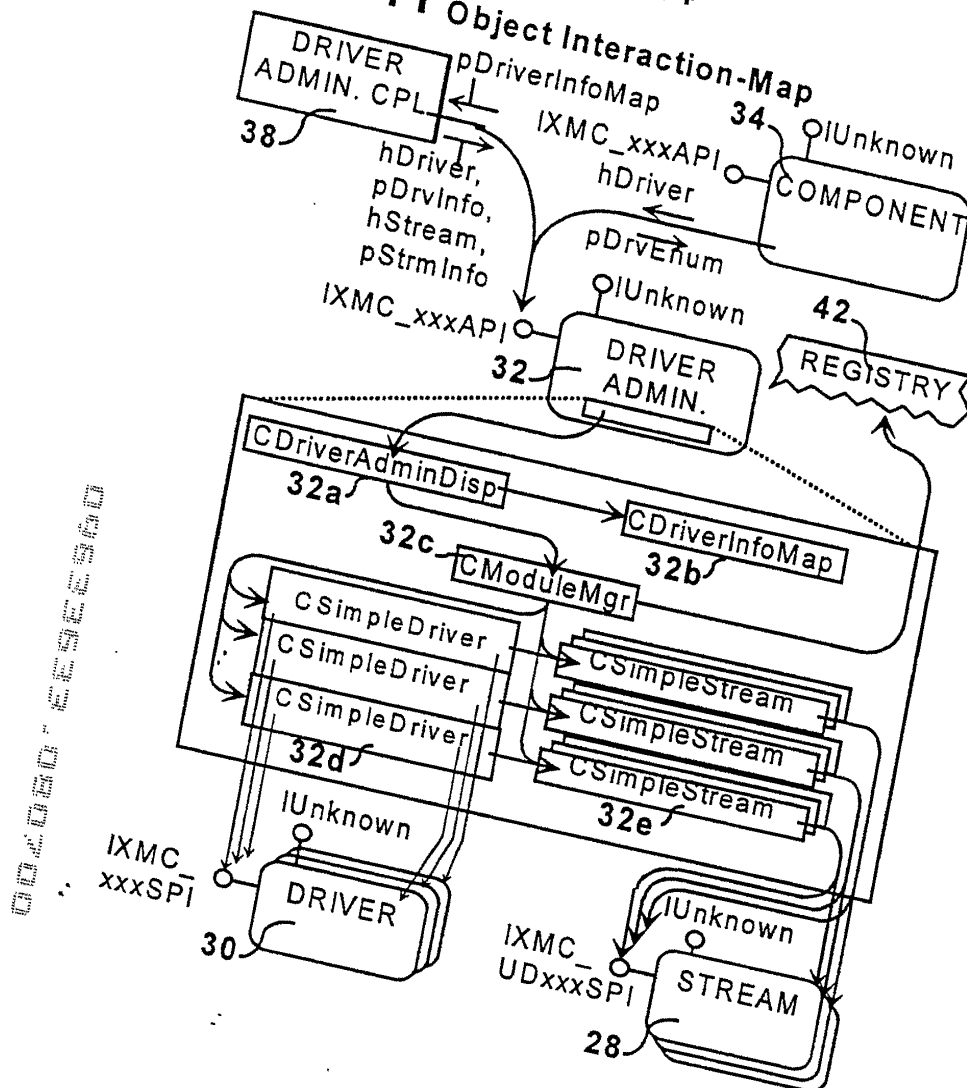 Object Interaction-Map
DRIVER
ADMIN. CPL
38
pDriverInfoMap
hDriver,
pDrvInfo,
hStream,
pStrmInfo
IXMC_xxxAPI
34
IUnknown
COMPONENT
hDriver
pDrvEnum
IXMC_xxxAPI
IUnknown
32
DRIVER
ADMIN.
42
REGISTRY
CDriverAdminDisp
32a
CDriverInfoMap
32b
32c
CModuleMgr
CSimpleDriver
CSimpleDriver
CSimpleDriver
32d
CSimpleStream
CSimpleStream
CSimpleStream
32e
IUnknown
IXMC_
xxxSPI
DRIVER
30
IUnknown
IXMC_
UDxxxSPI
STREAM
28